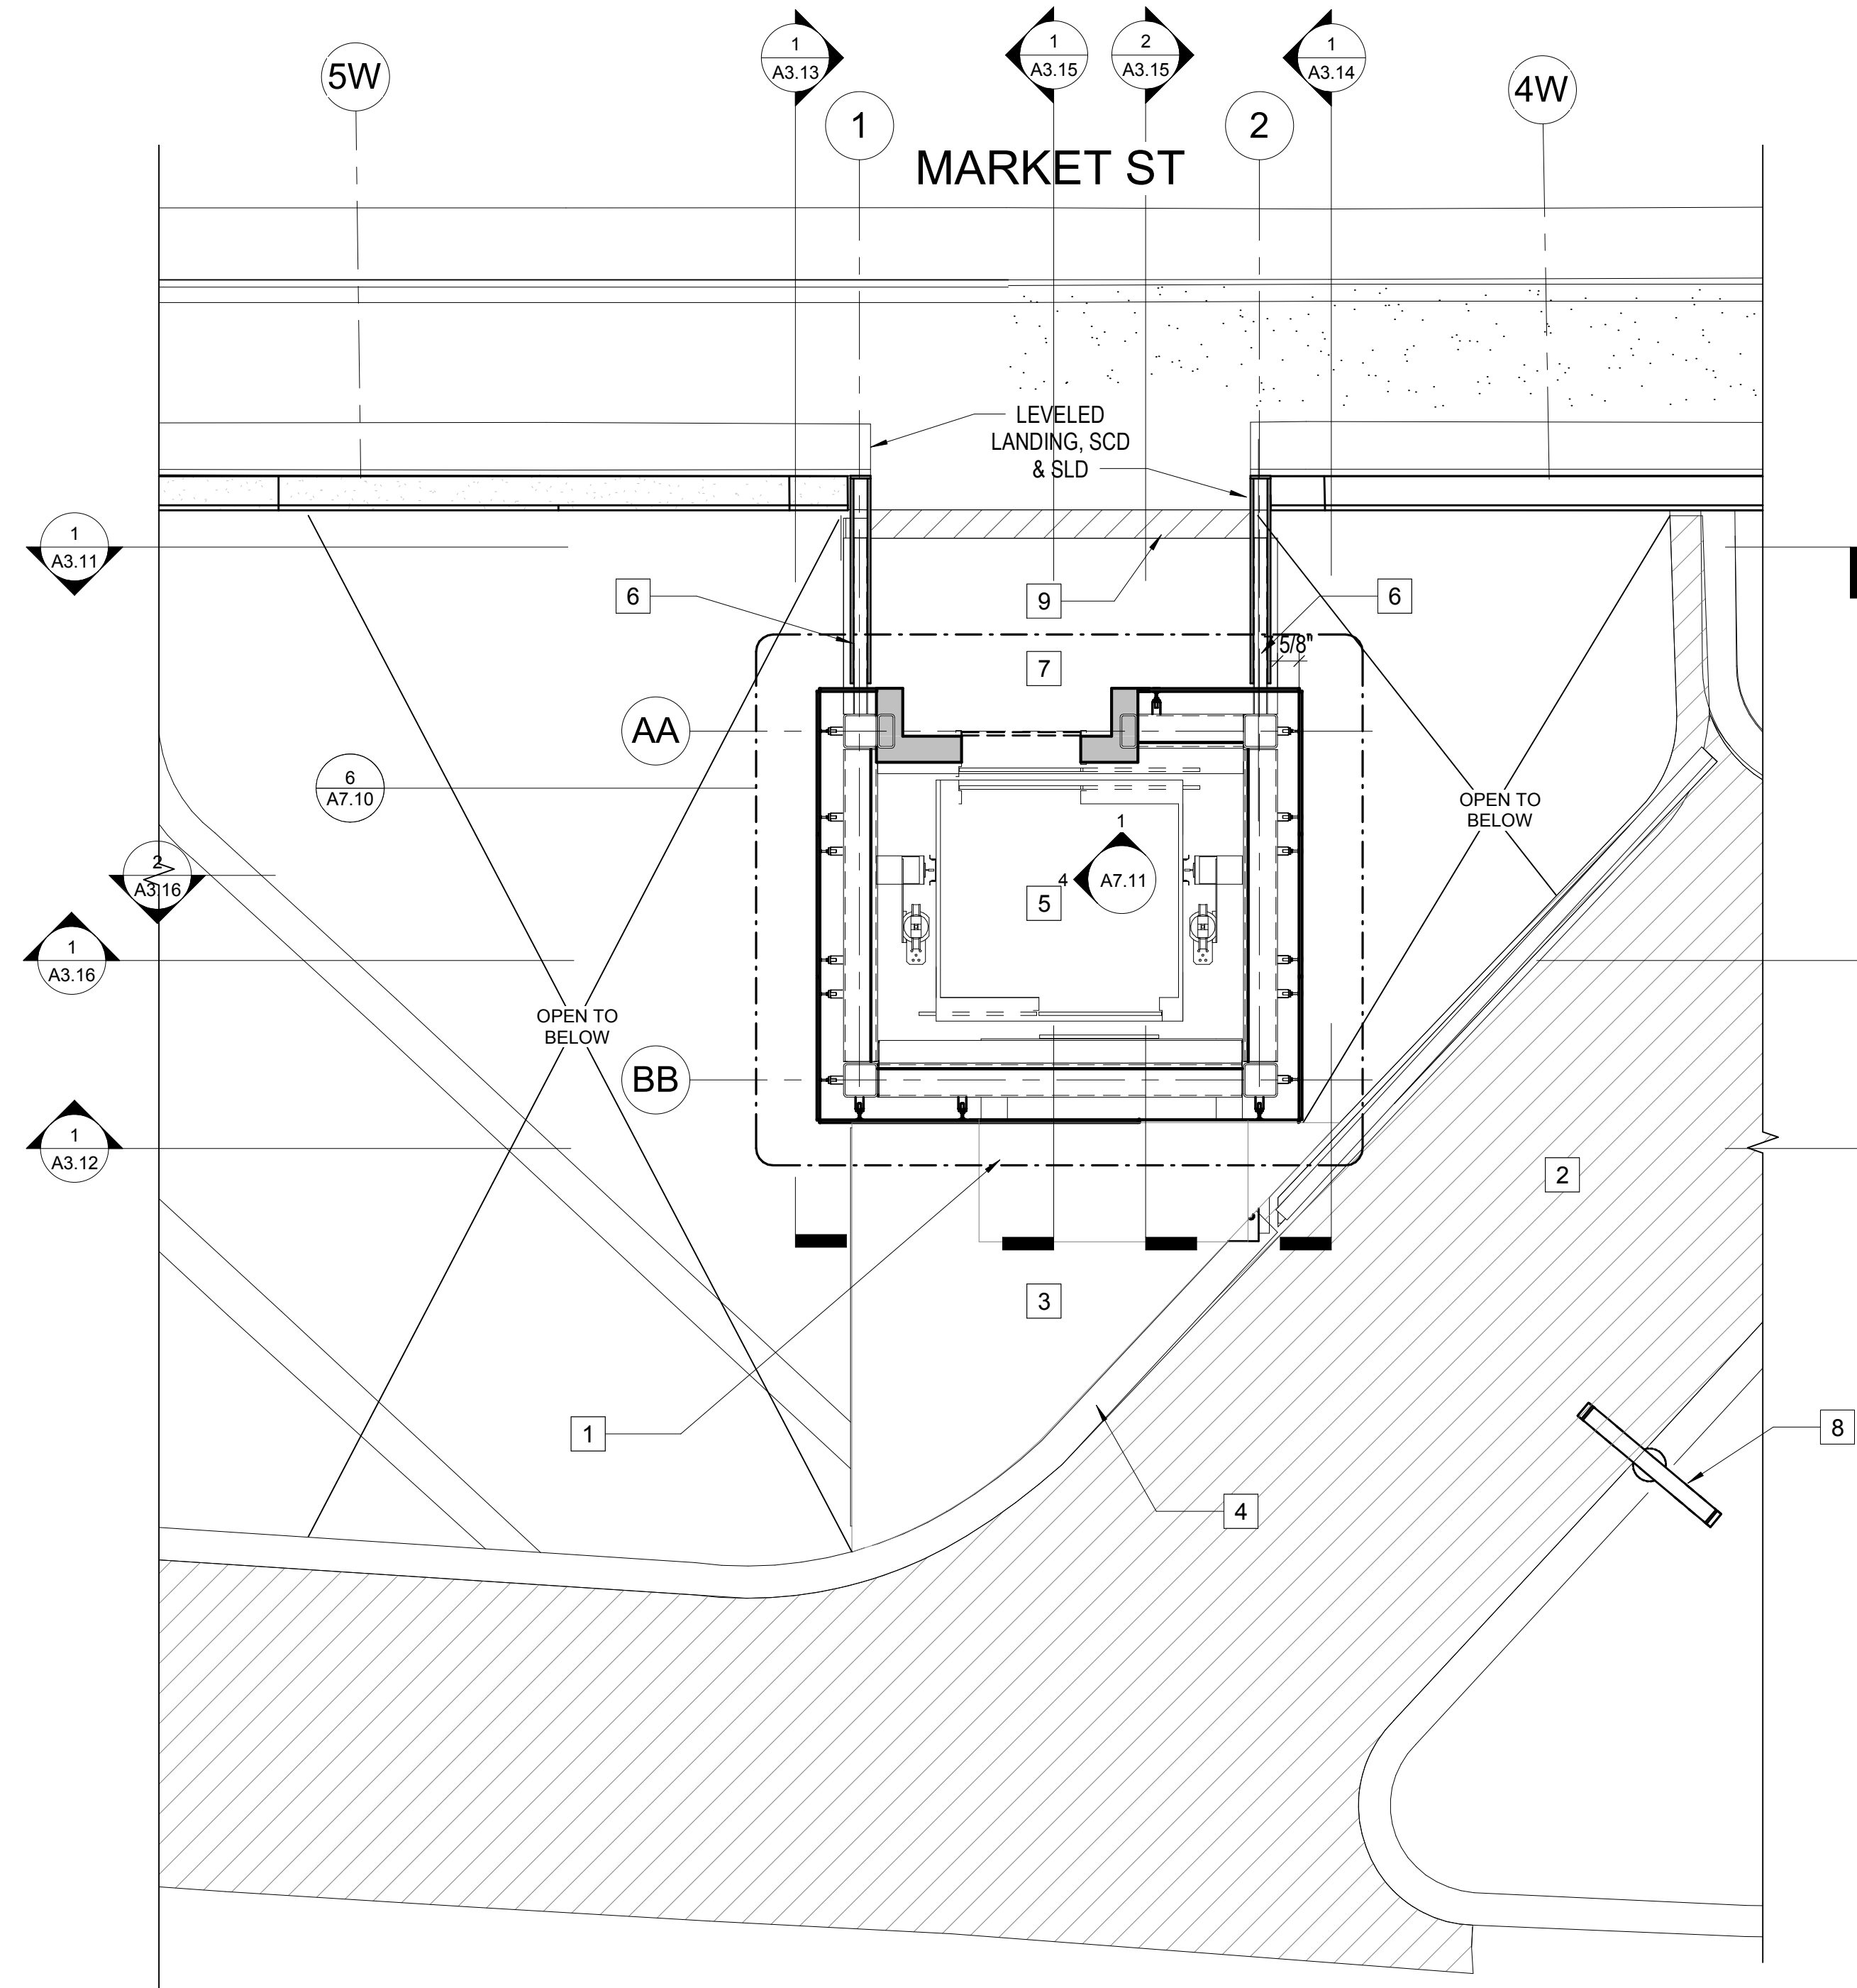 1
A3.13
1
A3.15
2
A3.15
1
A3.14
5W
4W
1
2
MARKET ST
LEVELED
LANDING, SCD
& SLD
1
A3.11
6
9
6
7
5/8"
AA
6
A7.10
OPEN TO
BELOW
1
4
A7.11
5
2
A3.16
1
A3.16
OPEN TO
BELOW
BB
1
A3.12
2
3
1
8
4